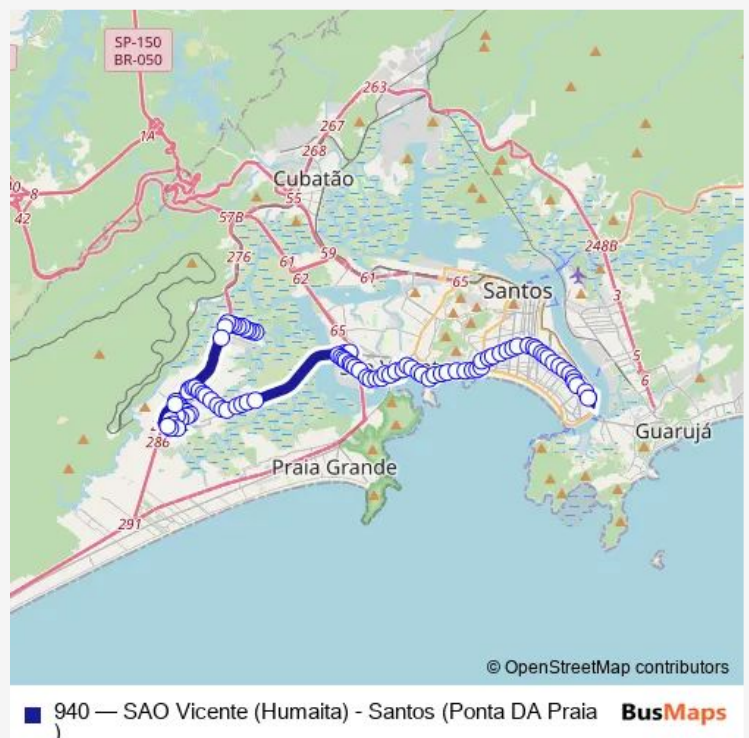 SP-150
BR-050
263
1A
267
268
Cubatão
0
8
42
55
57B
59
276
61
62
61
65
248B
Santos
3
65
5
6
286
Guarujá
Praia Grande
291
© OpenStreetMap contributors
940 — SAO Vicente (Humaita) - Santos (Ponta DA Praia
)
BusMaps